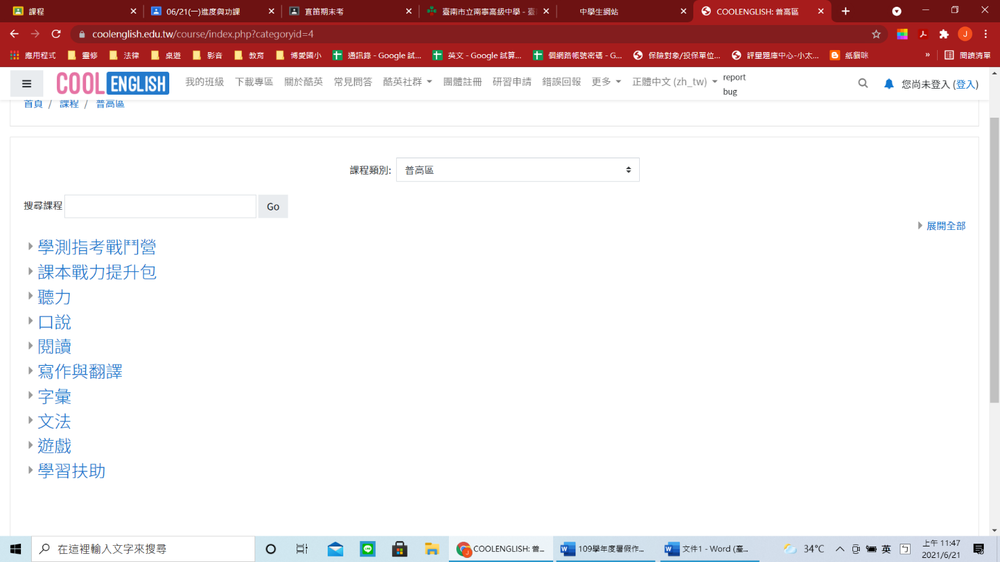 課程
06/21(一)進度與功課
直笛期末考
臺南市立南寧高級中學 - 臺
中學生網站
COOLENGLISH: 普高區
coolenglish.edu.tw/course/index.php?categoryid=4
J
應用程式
靈修
法律
桌遊
影音
教育
博愛國小
通訊錄 - Google 試...
英文 - Google 試算...
個網路帳號密碼 - G...
保險對象/投保單位...
評量題庫中心-小太...
紙貓咪
»
閱讀清單
COOL ENGLISH
我的班級
下載專區
關於酷英
常見問答
酷英社群
團體註冊
研習申請
錯誤回報
更多
正體中文 (zh_tw)
report
bug
您尚未登入 (登入)
首頁 / 課程 / 普高區
課程類別: 普高區
搜尋課程
Go
展開全部
學測指考戰鬥營
課本戰力提升包
聽力
口說
閱讀
寫作與翻譯
字彙
文法
遊戲
學習扶助
在這裡輸入文字來搜尋
COOLENGLISH: 普...
109學年度暑假作...
文件1 - Word (產...
34°C
英
上午 11:47
2021/6/21